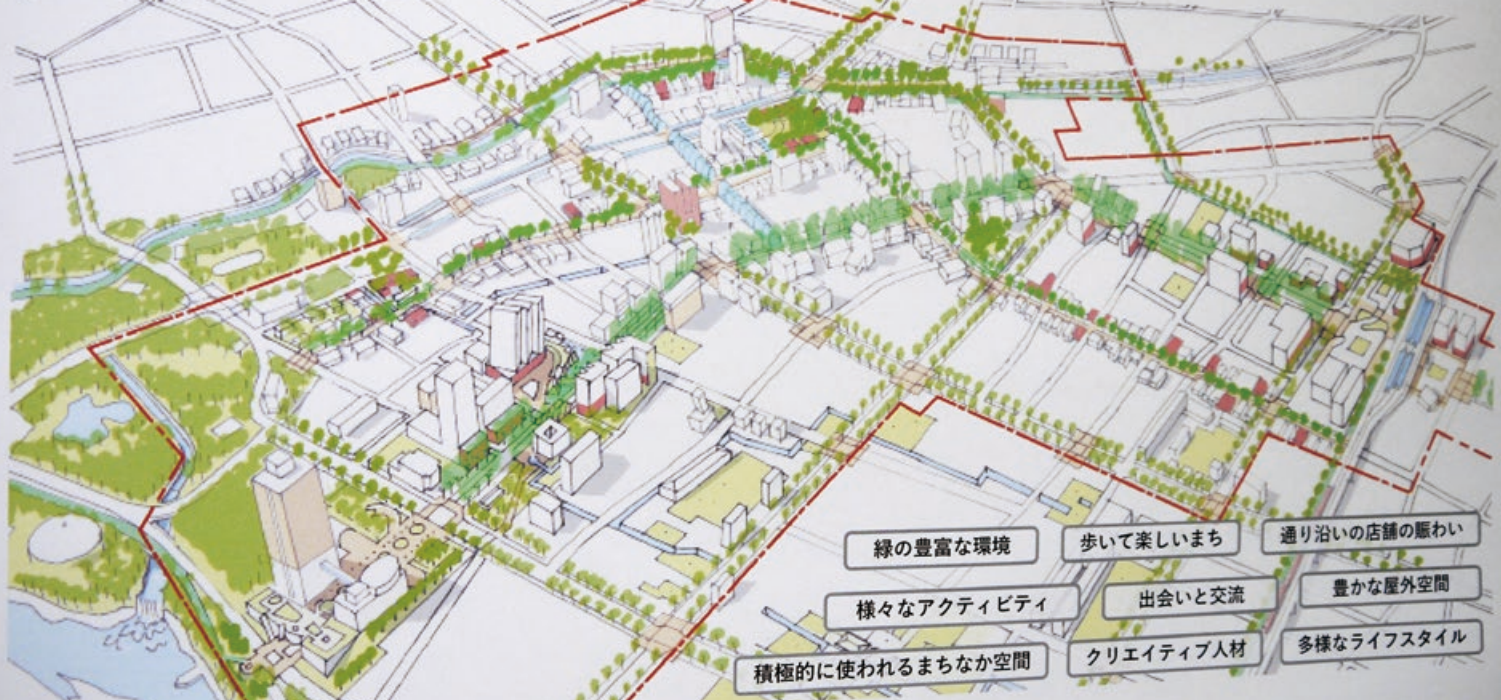 緑の豊富な環境
歩いて楽しいまち
通り沿いの店舗の賑わい
様々なアクティビティ
出会いと交流
豊かな屋外空間
積極的に使われるまちなか空間
クリエイティブ人材
多様なライフスタイル